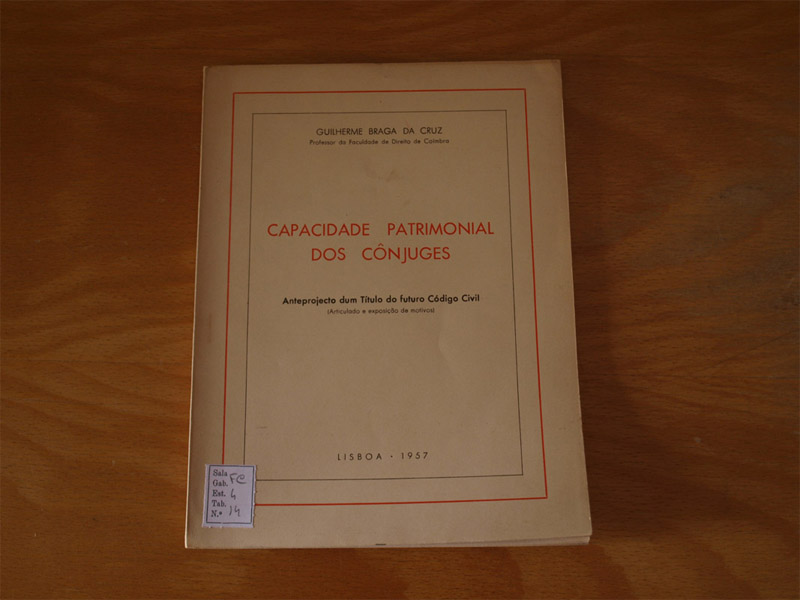 GUILHERME BRAGA DA CRUZ
Professor da Faculdade de Direito de Coimbra
CAPACIDADE PATRIMONIAL
DOS CÔNJUGES
Anteprojecto dum Título do futuro Código Civil
(Articulado e exposição de motivos)
LISBOA • 1957
Sala
Gab. FC
Est. 4
Tab.
N.º 14